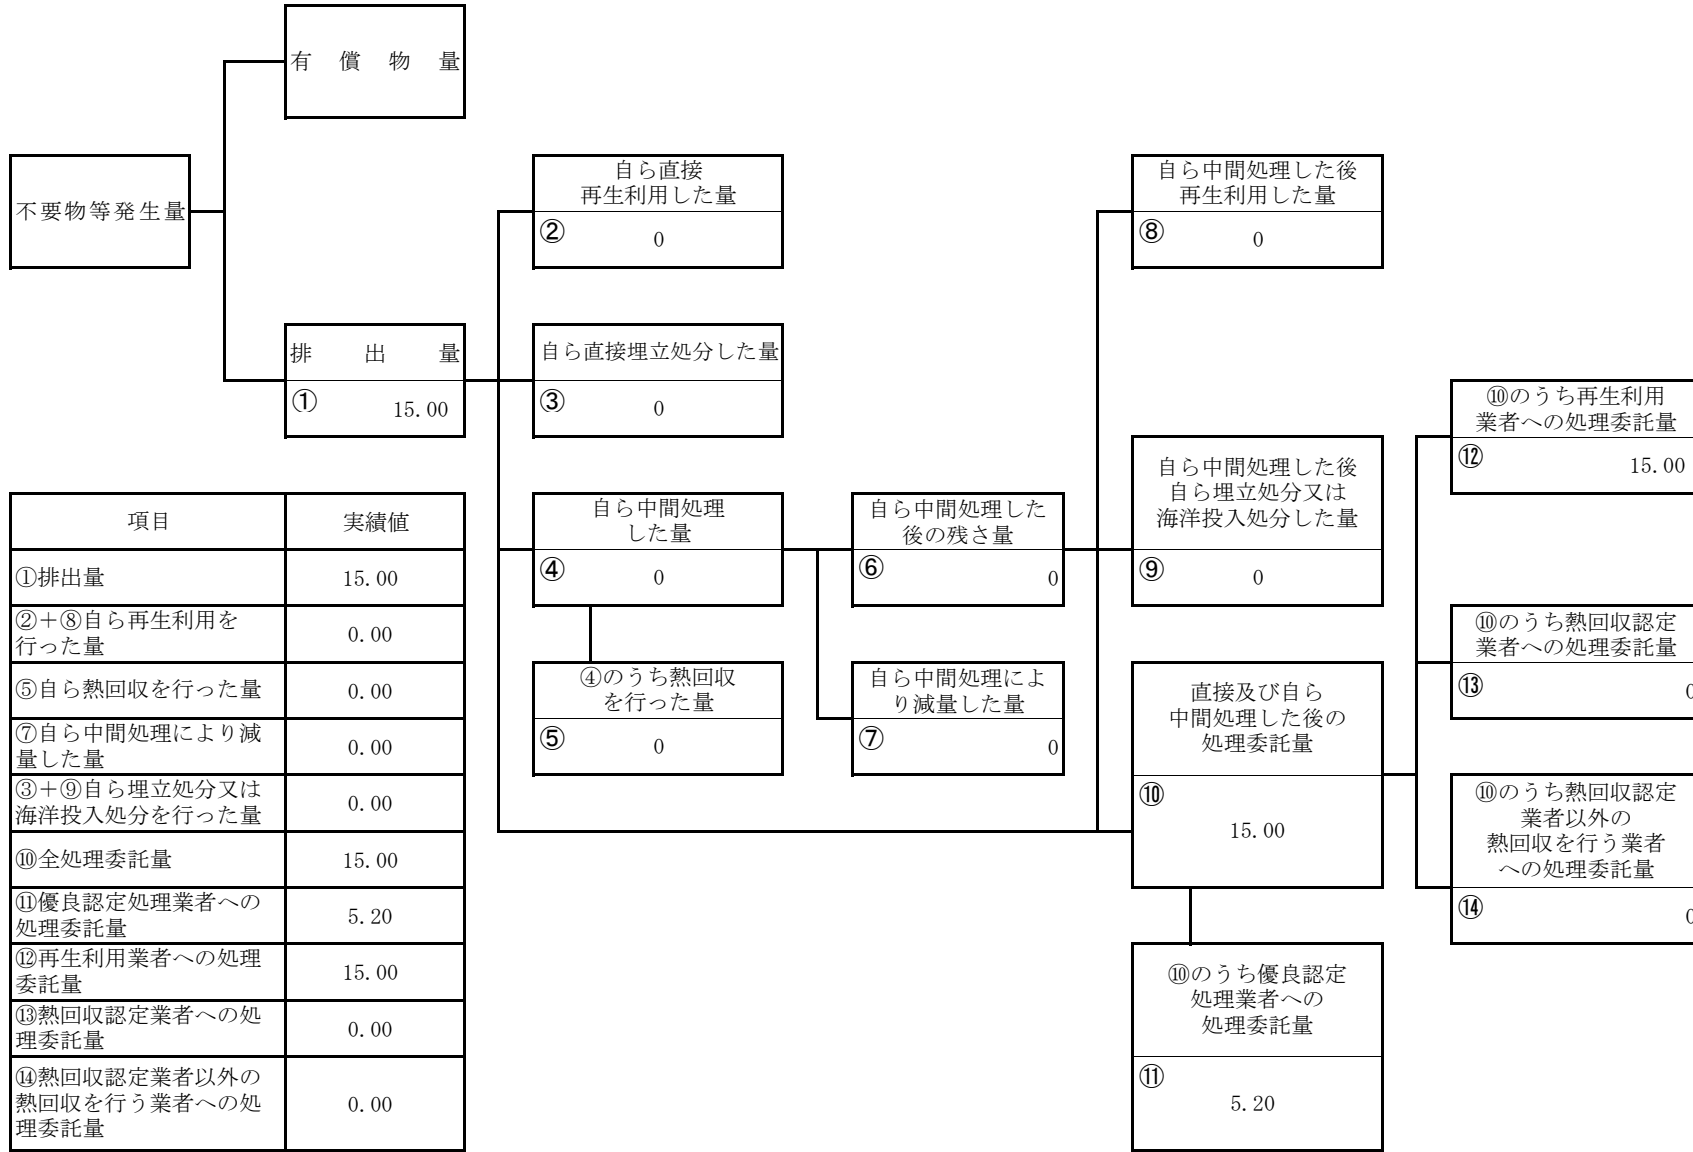 有償物量
不要物等発生量
排出量
① 15.00
自ら直接
再生利用した量
② 0
自ら直接埋立処分した量
③ 0
自ら中間処理
した量
④ 0
④のうち熱回収
を行った量
⑤ 0
自ら中間処理した
後の残さ量
⑥ 0
自ら中間処理によ
り減量した量
⑦ 0
自ら中間処理した後
再生利用した量
⑧ 0
自ら中間処理した後
自ら埋立処分又は
海洋投入処分した量
⑨ 0
直接及び自ら
中間処理した後の
処理委託量
⑩
15.00
⑩のうち優良認定
処理業者への
処理委託量
⑪
5.20
⑩のうち再生利用
業者への処理委託量
⑫ 15.00
⑩のうち熱回収認定
業者への処理委託量
⑬ 0
⑩のうち熱回収認定
業者以外の
熱回収を行う業者
への処理委託量
⑭ 0
項目 実績値
①排出量 15.00
②＋⑧自ら再生利用を
行った量 0.00
⑤自ら熱回収を行った量 0.00
⑦自ら中間処理により減
量した量 0.00
③＋⑨自ら埋立処分又は
海洋投入処分を行った量 0.00
⑩全処理委託量 15.00
⑪優良認定処理業者への
処理委託量 5.20
⑫再生利用業者への処理
委託量 15.00
⑬熱回収認定業者への処
理委託量 0.00
⑭熱回収認定業者以外の
熱回収を行う業者への処
理委託量 0.00